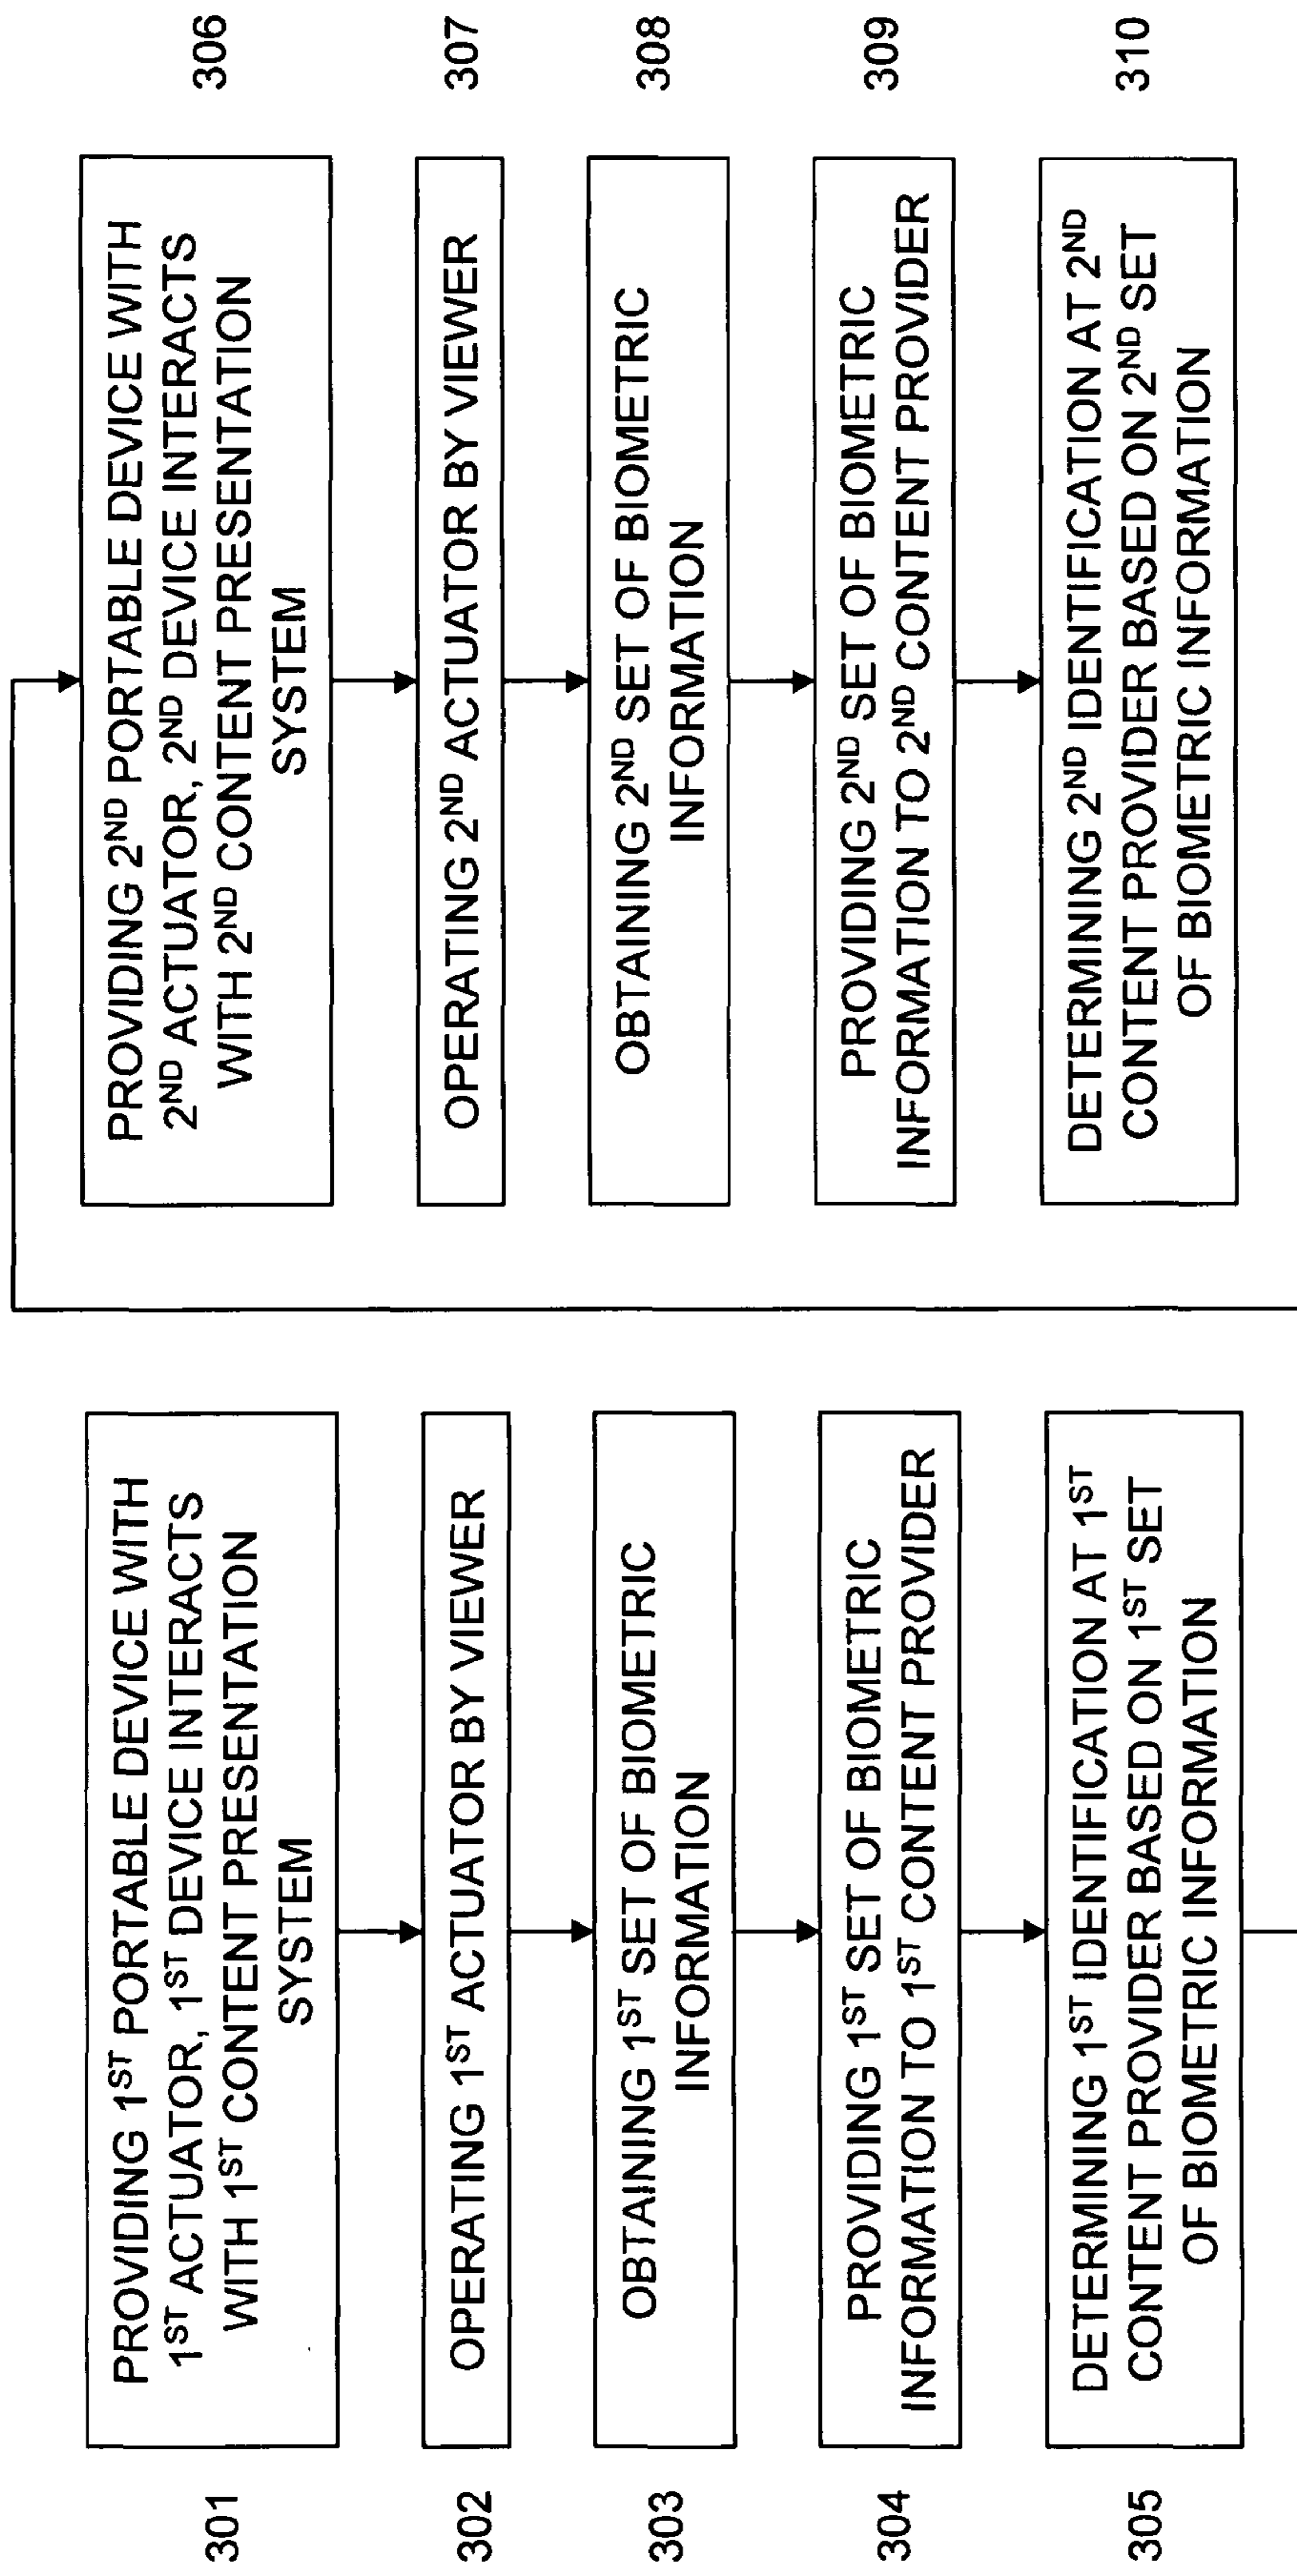 301
PROVIDING 1ST PORTABLE DEVICE WITH
1ST ACTUATOR, 1ST DEVICE INTERACTS
WITH 1ST CONTENT PRESENTATION
SYSTEM
302
OPERATING 1ST ACTUATOR BY VIEWER
303
OBTAINING 1ST SET OF BIOMETRIC
INFORMATION
304
PROVIDING 1ST SET OF BIOMETRIC
INFORMATION TO 1ST CONTENT PROVIDER
305
DETERMINING 1ST IDENTIFICATION AT 1ST
CONTENT PROVIDER BASED ON 1ST SET
OF BIOMETRIC INFORMATION
306
PROVIDING 2ND PORTABLE DEVICE WITH
2ND ACTUATOR, 2ND DEVICE INTERACTS
WITH 2ND CONTENT PRESENTATION
SYSTEM
307
OPERATING 2ND ACTUATOR BY VIEWER
308
OBTAINING 2ND SET OF BIOMETRIC
INFORMATION
309
PROVIDING 2ND SET OF BIOMETRIC
INFORMATION TO 2ND CONTENT PROVIDER
310
DETERMINING 2ND IDENTIFICATION AT 2ND
CONTENT PROVIDER BASED ON 2ND SET
OF BIOMETRIC INFORMATION